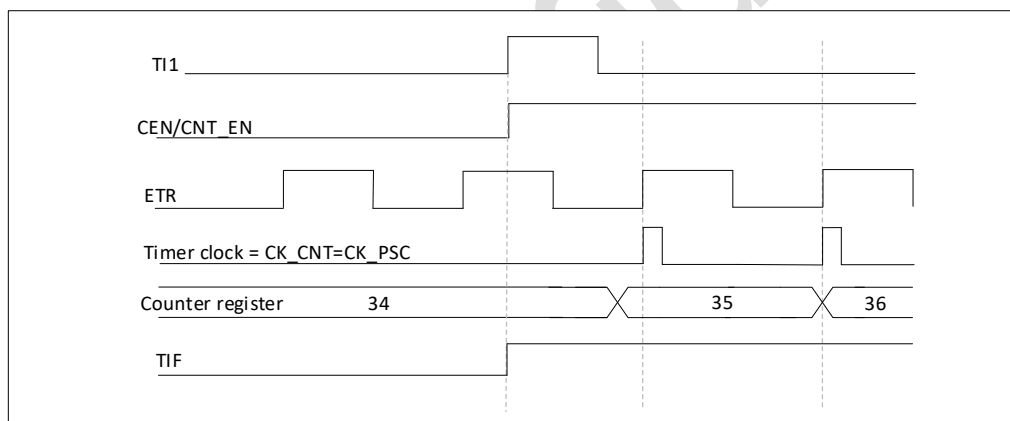 TI1
CEN/CNT_EN
ETR
Timer clock = CK_CNT=CK_PSC
Counter register 34 35 36
TIF